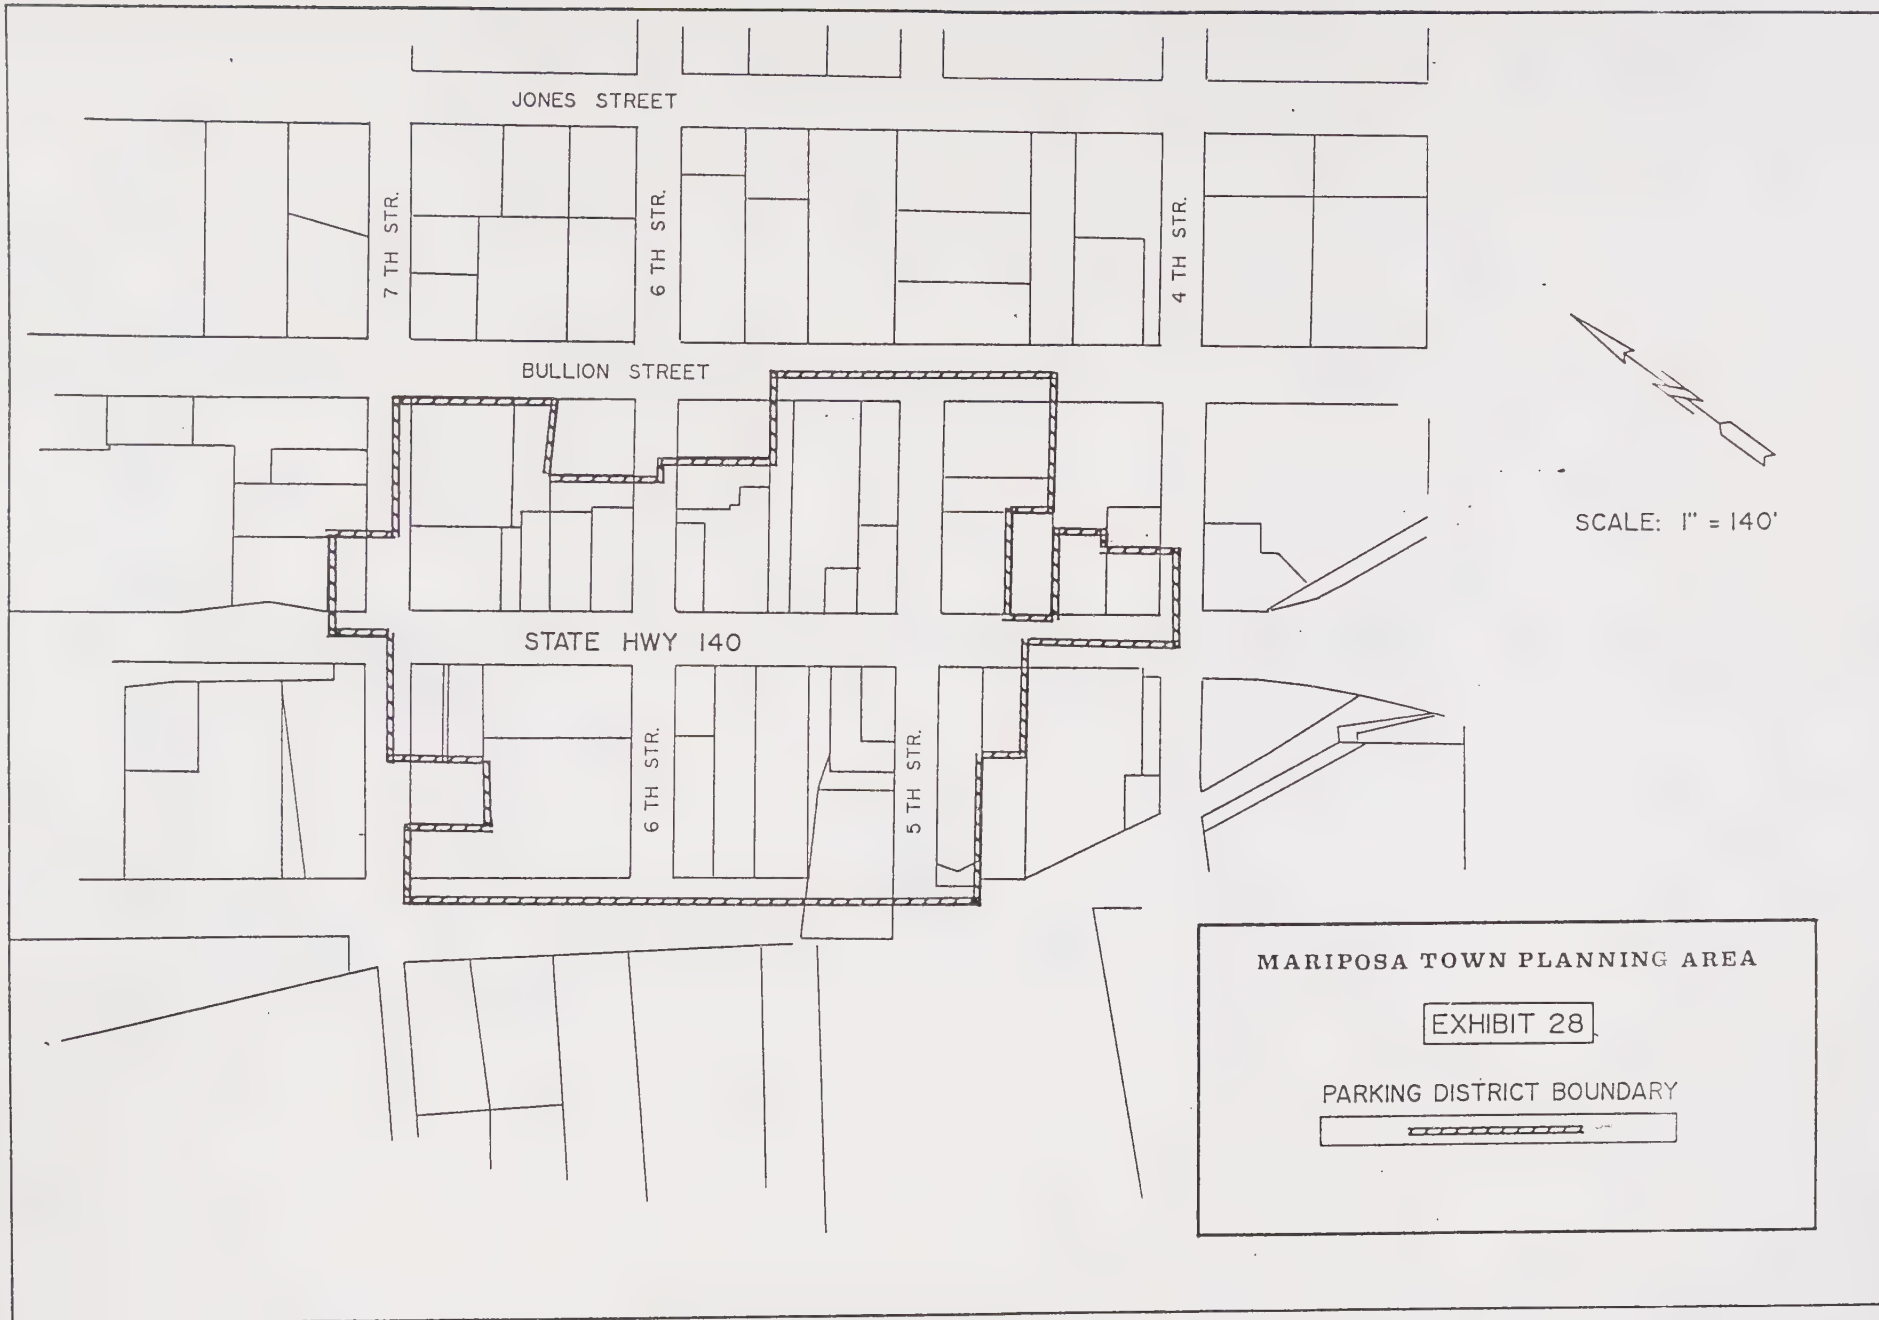 JONES STREET
7 TH STR.
6 TH STR.
4 TH STR.
BULLION STREET
SCALE: 1" = 140'
STATE HWY 140
6 TH STR.
5 TH STR.
MARIPOSA TOWN PLANNING AREA
EXHIBIT 28
PARKING DISTRICT BOUNDARY